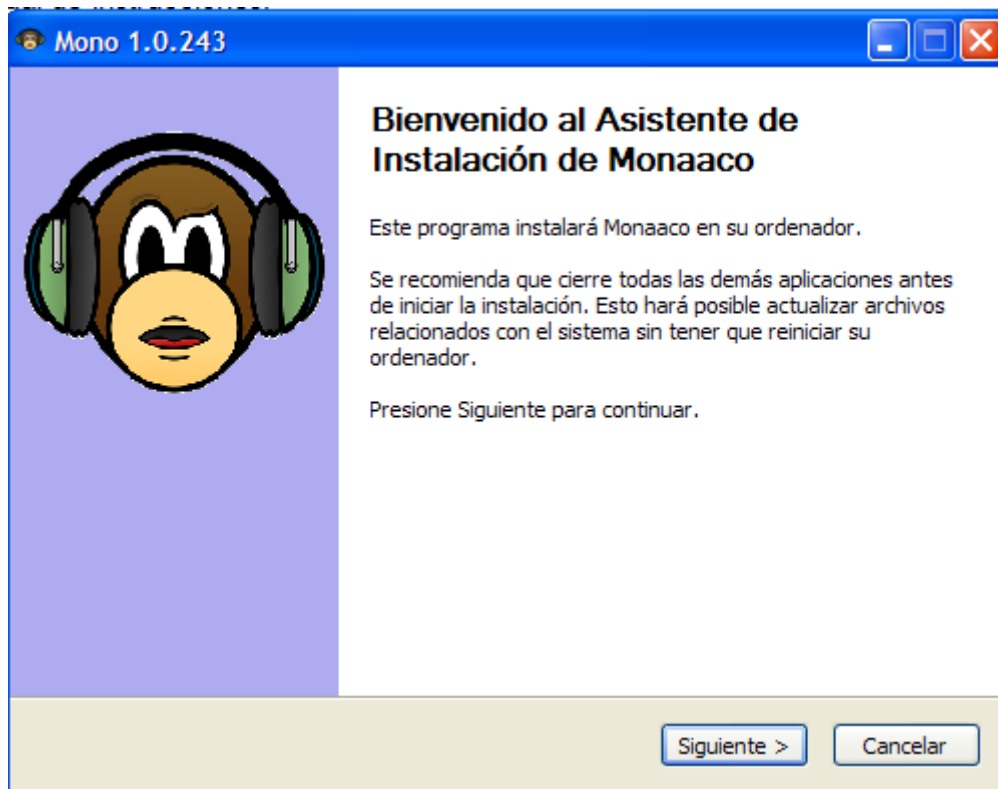 Mono 1.0.243
Bienvenido al Asistente de
Instalación de Monaaco
Este programa instalará Monaaco en su ordenador.
Se recomienda que cierre todas las demás aplicaciones antes
de iniciar la instalación. Esto hará posible actualizar archivos
relacionados con el sistema sin tener que reiniciar su
ordenador.
Presione Siguiente para continuar.
Siguiente >
Cancelar